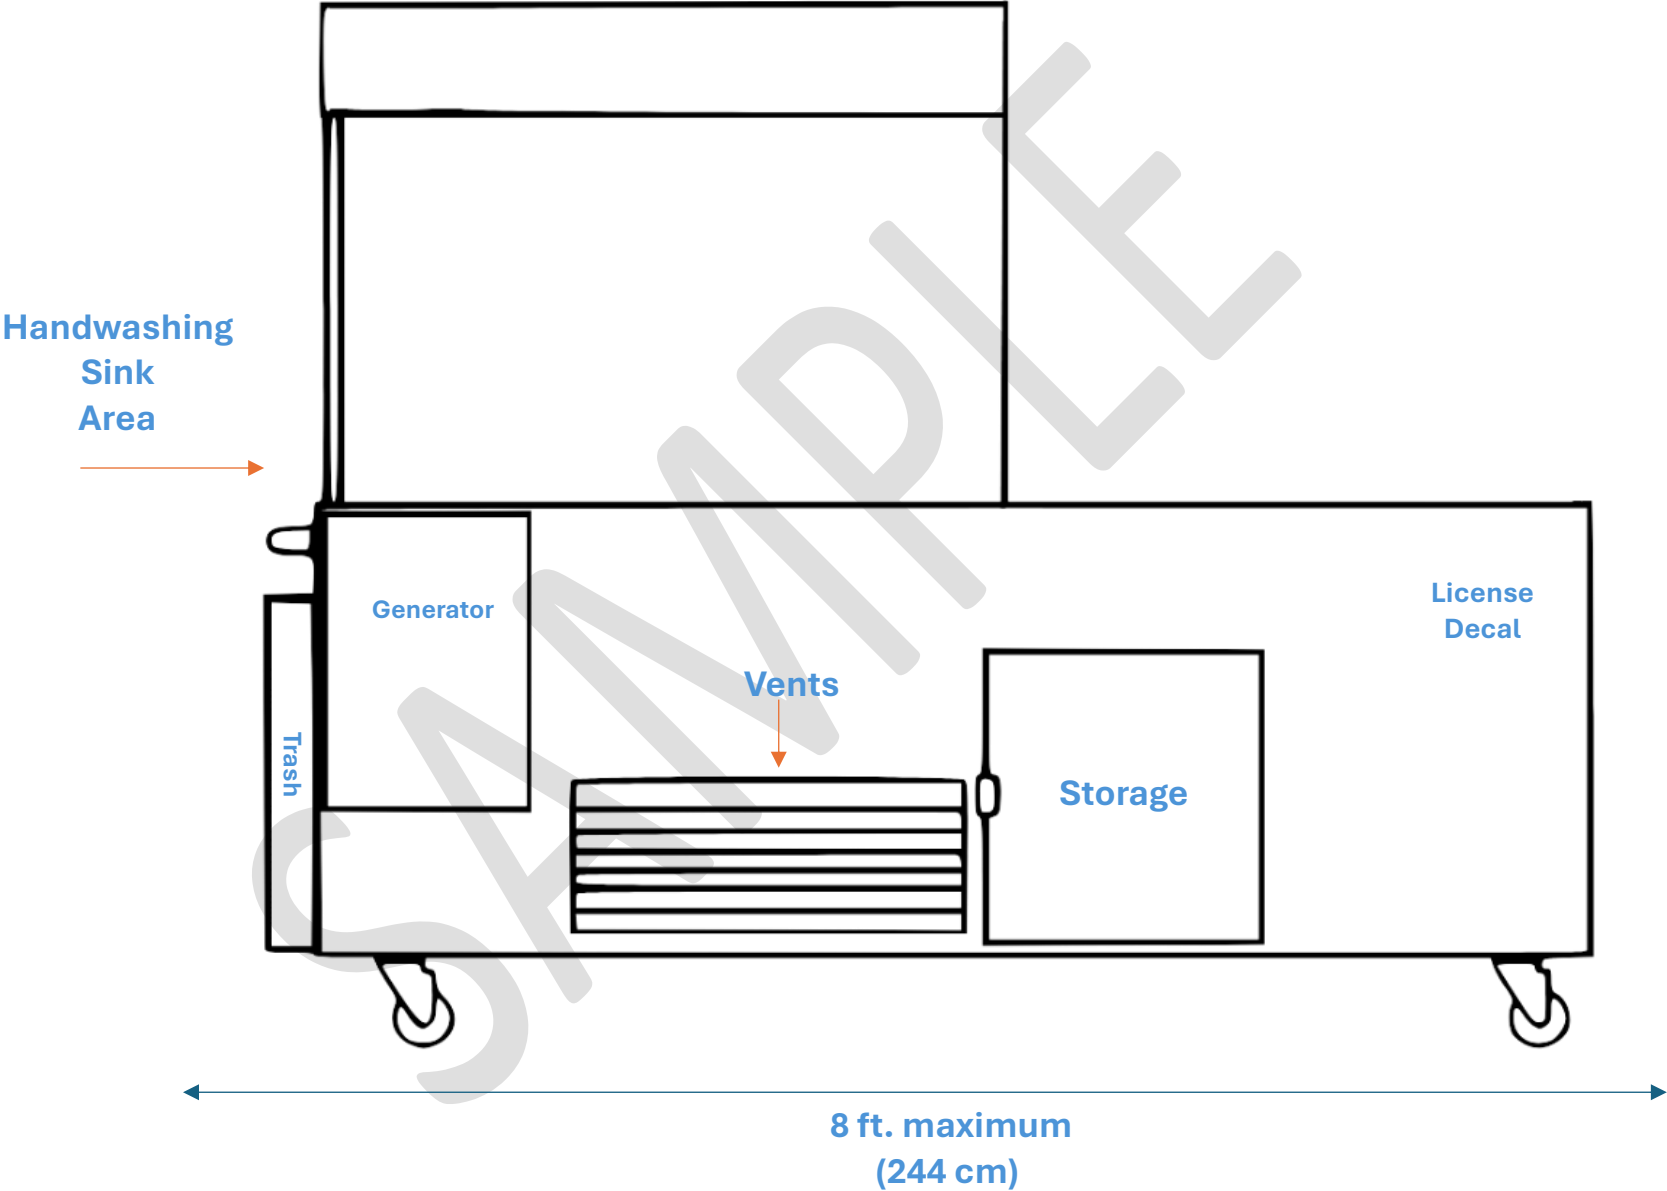 Handwashing
Sink
Area
Generator
License
Decal
Vents
Trash
Storage
SAMPLE
8 ft. maximum
(244 cm)